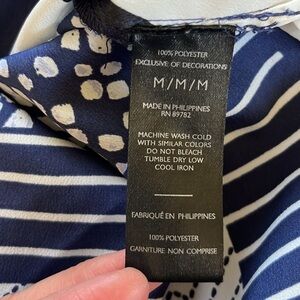 100% POLYESTER
EXCLUSIVE OF DECORATIONS
M/M/M
MADE IN PHILIPPINES
RN 89782
MACHINE WASH COLD
WITH SIMILAR COLORS
DO NOT BLEACH
TUMBLE DRY LOW
COOL IRON
FABRIQUÉ EN PHILIPPINES
100% POLYESTER
GARNITURE NON COMPRISE